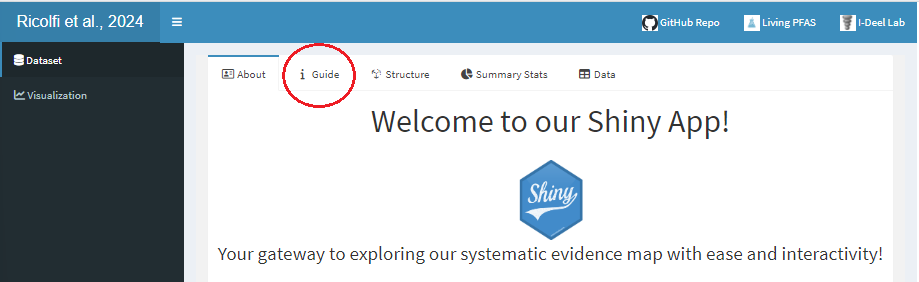 Ricolfi et al., 2024
GitHub Repo Living PFAS I-Deel Lab
Dataset
Visualization
About Guide Structure Summary Stats Data
Welcome to our Shiny App!
Shiny
Your gateway to exploring our systematic evidence map with ease and interactivity!